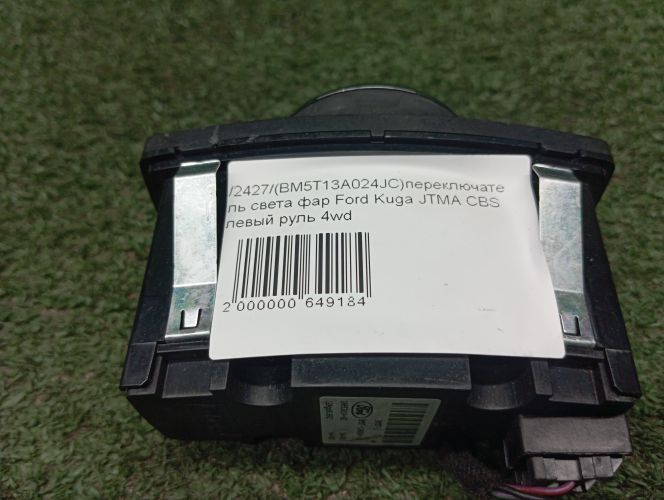 /2427/(BM5T13A024JC)переключате
ль света фар Ford Kuga JTMA CBS
левый руль 4wd
2 000000 649184